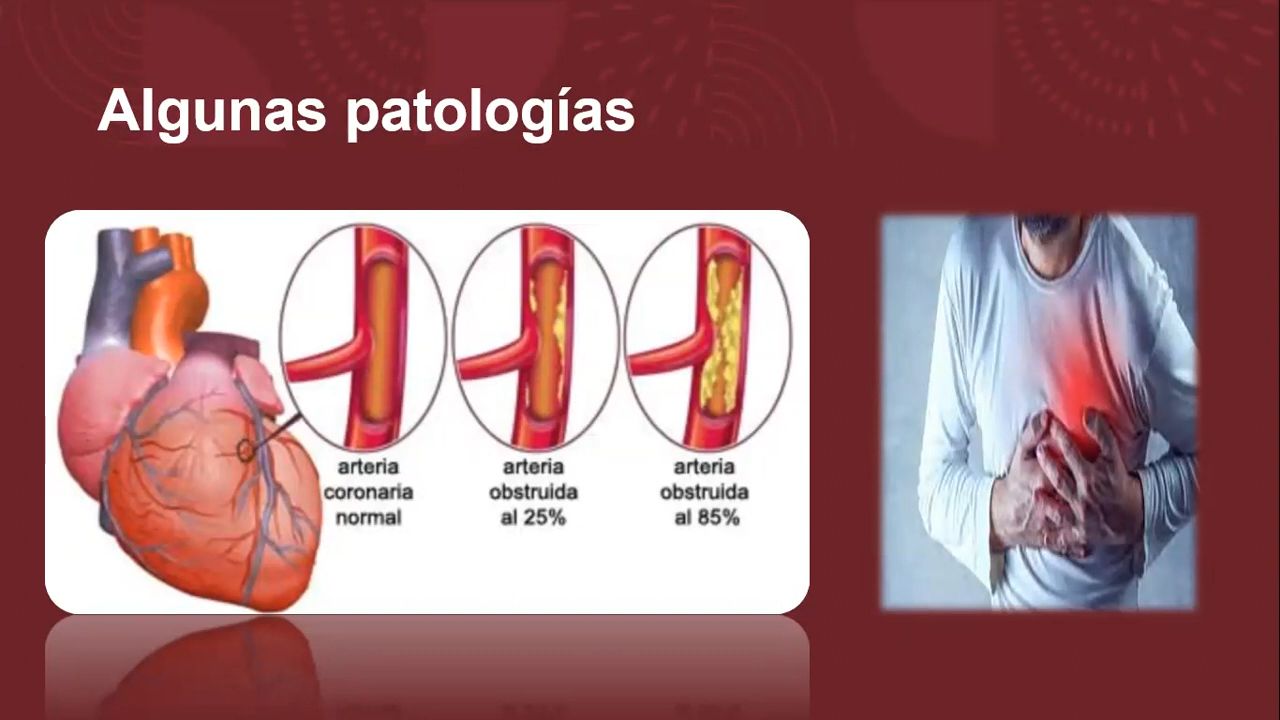 Algunas patologías
arteria
coronaria
normal
arteria
obstruida
al 25%
arteria
obstruida
al 85%